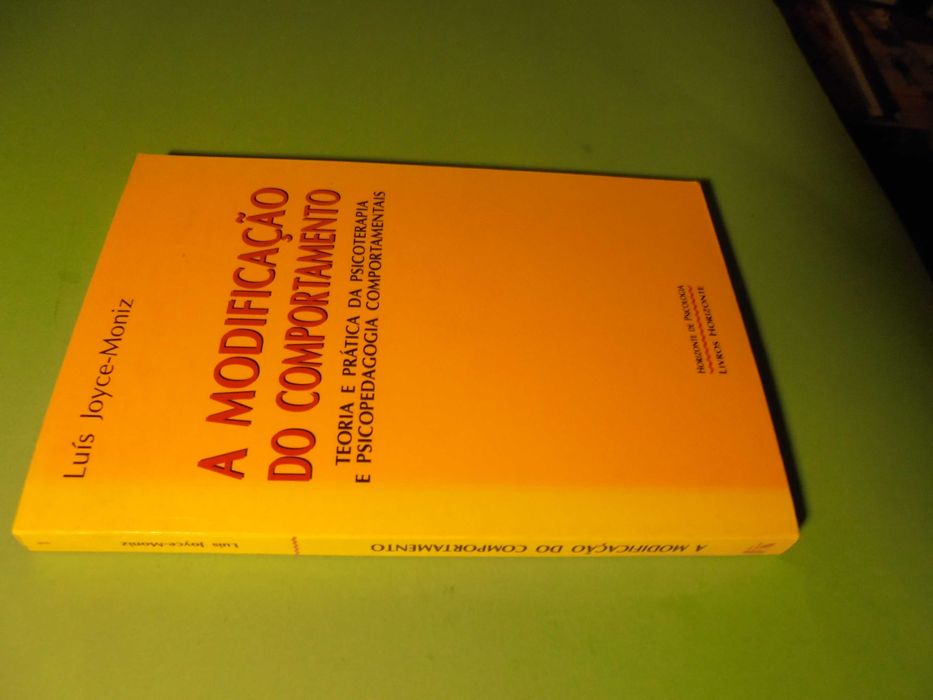 Luís Joyce-Moniz
A MODIFICAÇÃO
DO COMPORTAMENTO
TEORIA E PRÁTICA DA PSICOTERAPIA
E PSICOPEDAGOGIA COMPORTAMENTAIS
HORIZONTE DE PSICOLOGIA
LIVROS HORIZONTE
Luís Joyce-Moniz
A MODIFICAÇÃO DO COMPORTAMENTO